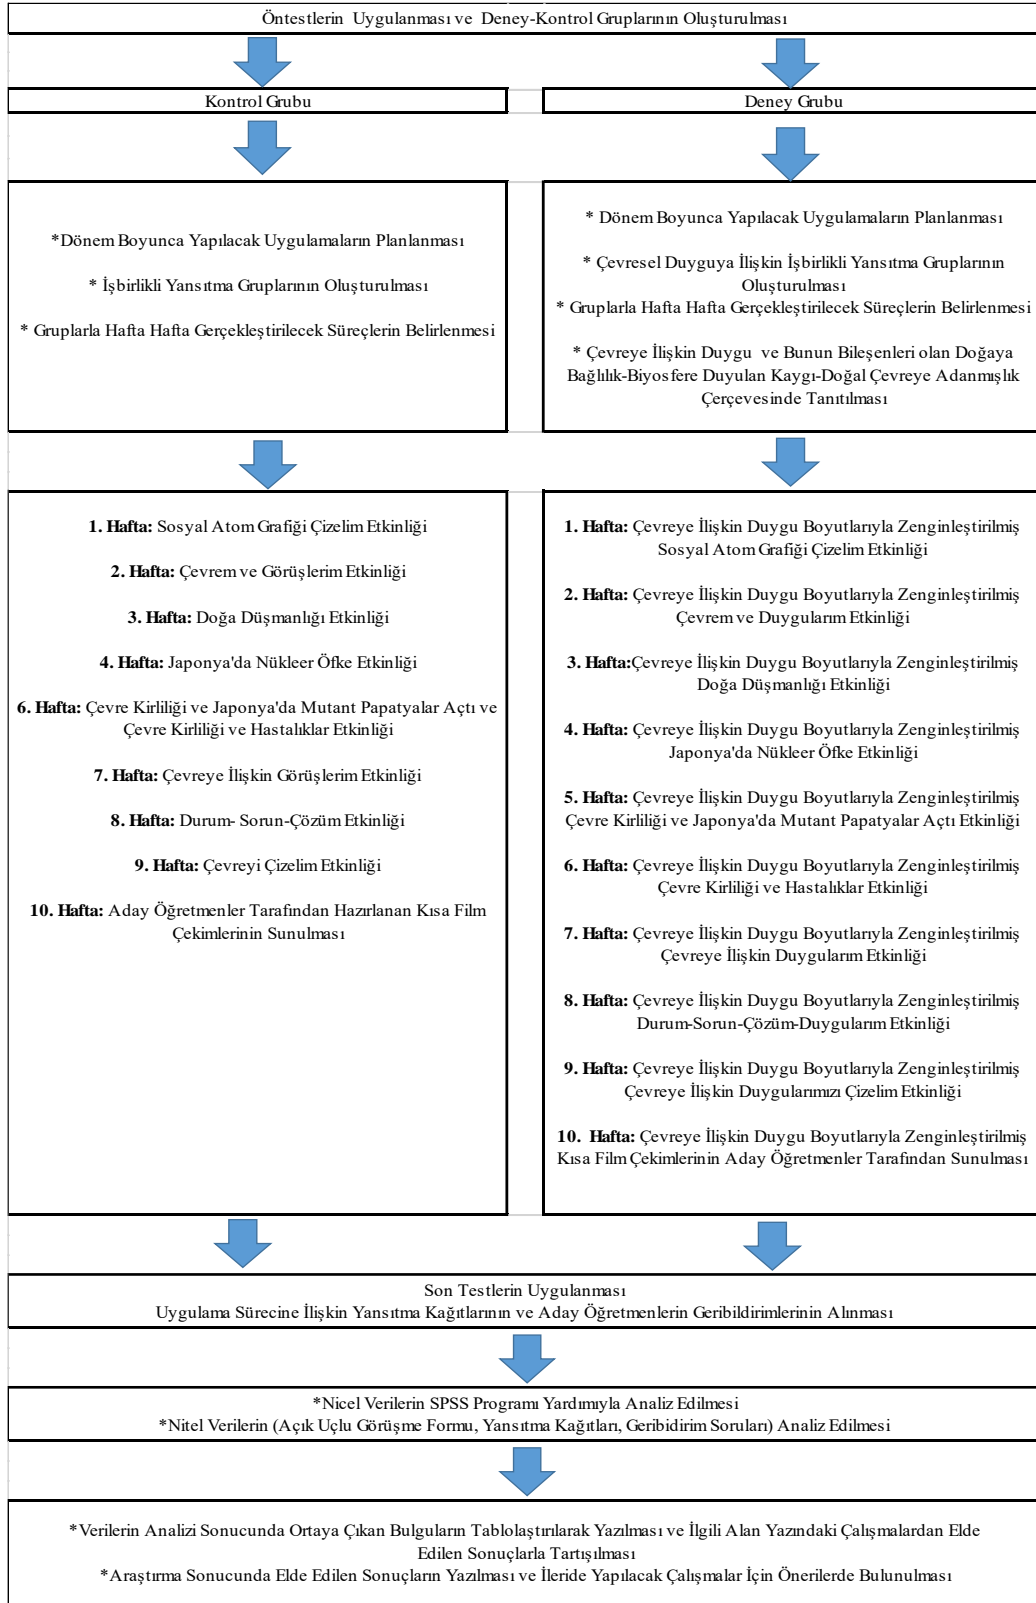 Öntestlerin Uygulanması ve Deney-Kontrol Gruplarının Oluşturulması
Kontrol Grubu
Deney Grubu
*Dönem Boyunca Yapılacak Uygulamaların Planlanması
* İşbirlikli Yansıtma Gruplarının Oluşturulması
* Gruplarla Hafta Hafta Gerçekleştirilecek Süreçlerin Belirlenmesi
* Dönem Boyunca Yapılacak Uygulamaların Planlanması
* Çevresel Duyguya İlişkin İşbirlikli Yansıtma Gruplarının
Oluşturulması
* Gruplarla Hafta Hafta Gerçekleştirilecek Süreçlerin Belirlenmesi
* Çevreye İlişkin Duygu ve Bunun Bileşenleri olan Doğaya
Bağlılık-Biyosfere Duyulan Kaygı-Doğal Çevreye Adanmışlık
Çerçevesinde Tanıtılması
1. Hafta: Sosyal Atom Grafiği Çizelim Etkinliği
2. Hafta: Çevrem ve Görüşlerim Etkinliği
3. Hafta: Doğa Düşmanlığı Etkinliği
4. Hafta: Japonya'da Nükleer Öfke Etkinliği
6. Hafta: Çevre Kirliliği ve Japonya'da Mutant Papatyalar Açtı ve
Çevre Kirliliği ve Hastalıklar Etkinliği
7. Hafta: Çevreye İlişkin Görüşlerim Etkinliği
8. Hafta: Durum- Sorun-Çözüm Etkinliği
9. Hafta: Çevreyi Çizelim Etkinliği
10. Hafta: Aday Öğretmenler Tarafından Hazırlanan Kısa Film
Çekimlerinin Sunulması
1. Hafta: Çevreye İlişkin Duygu Boyutlarıyla Zenginleştirilmiş
Sosyal Atom Grafiği Çizelim Etkinliği
2. Hafta: Çevreye İlişkin Duygu Boyutlarıyla Zenginleştirilmiş
Çevrem ve Duygularım Etkinliği
3. Hafta:Çevreye İlişkin Duygu Boyutlarıyla Zenginleştirilmiş
Doğa Düşmanlığı Etkinliği
4. Hafta: Çevreye İlişkin Duygu Boyutlarıyla Zenginleştirilmiş
Japonya'da Nükleer Öfke Etkinliği
5. Hafta: Çevreye İlişkin Duygu Boyutlarıyla Zenginleştirilmiş
Çevre Kirliliği ve Japonya'da Mutant Papatyalar Açtı Etkinliği
6. Hafta: Çevreye İlişkin Duygu Boyutlarıyla Zenginleştirilmiş
Çevre Kirliliği ve Hastalıklar Etkinliği
7. Hafta: Çevreye İlişkin Duygu Boyutlarıyla Zenginleştirilmiş
Çevreye İlişkin Duygularım Etkinliği
8. Hafta: Çevreye İlişkin Duygu Boyutlarıyla Zenginleştirilmiş
Durum-Sorun-Çözüm-Duygularım Etkinliği
9. Hafta: Çevreye İlişkin Duygu Boyutlarıyla Zenginleştirilmiş
Çevreye İlişkin Duygularımızı Çizelim Etkinliği
10. Hafta: Çevreye İlişkin Duygu Boyutlarıyla Zenginleştirilmiş
Kısa Film Çekimlerinin Aday Öğretmenler Tarafından Sunulması
Son Testlerin Uygulanması
Uygulama Sürecine İlişkin Yansıtma Kağıtlarının ve Aday Öğretmenlerin Geribildirimlerinin Alınması
*Nicel Verilerin SPSS Programı Yardımıyla Analiz Edilmesi
*Nitel Verilerin (Açık Uçlu Görüşme Formu, Yansıtma Kağıtları, Geribidirim Soruları) Analiz Edilmesi
*Verilerin Analizi Sonucunda Ortaya Çıkan Bulguların Tablolaştırılarak Yazılması ve İlgili Alan Yazındaki Çalışmalardan Elde
Edilen Sonuçlarla Tartışılması
*Araştırma Sonucunda Elde Edilen Sonuçların Yazılması ve İleride Yapılacak Çalışmalar İçin Önerilerde Bulunulması